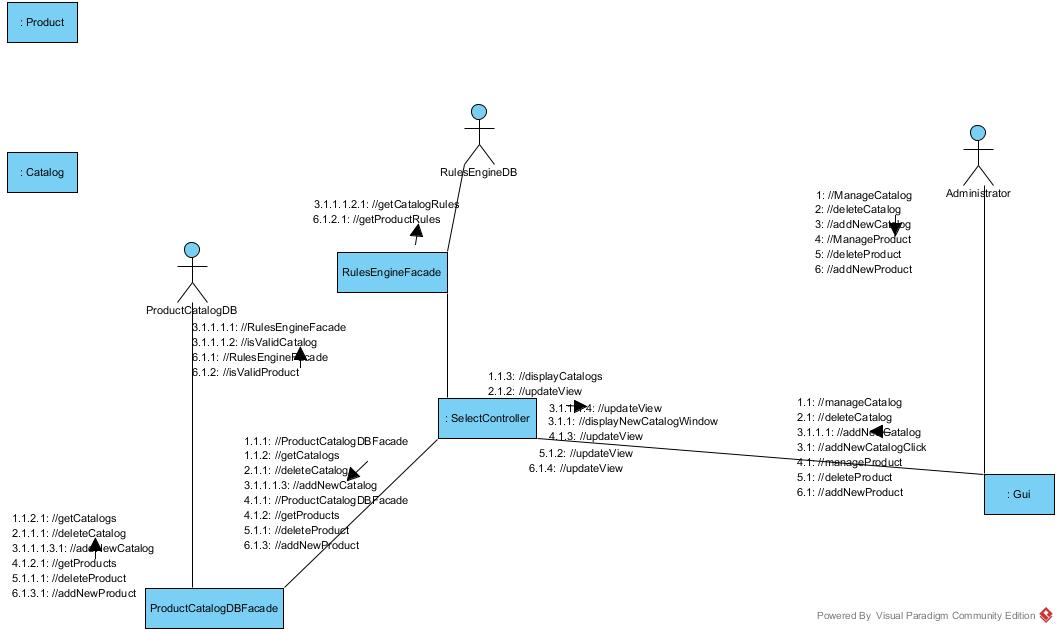 : Product
: Catalog
RulesEngineDB
Administrator
3.1.1.1.2.1: //getCatalogRules
6.1.2.1: //getProductRules
1: //ManageCatalog
2: //deleteCatalog
3: //addNewCatalog
4: //ManageProduct
5: //deleteProduct
6: //addNewProduct
RulesEngineFacade
ProductCatalogDB
3.1.1.1.1: //RulesEngineFacade
3.1.1.1.2: //isValidCatalog
6.1.1: //RulesEngineFacade
6.1.2: //isValidProduct
1.1.3: //displayCatalogs
2.1.2: //updateView
3.1.1.1.4: //updateView
3.1.1: //displayNewCatalogWindow
4.1.3: //updateView
5.1.2: //updateView
6.1.4: //updateView
: SelectController
1.1: //manageCatalog
2.1: //deleteCatalog
3.1.1.1: //addNewCatalog
3.1: //addNewCatalogClick
4.1: //manageProduct
5.1: //deleteProduct
6.1: //addNewProduct
1.1.1: //ProductCatalogDBFacade
1.1.2: //getCatalogs
2.1.1: //deleteCatalog
3.1.1.1.3: //addNewCatalog
4.1.1: //ProductCatalogDBFacade
4.1.2: //getProducts
5.1.1: //deleteProduct
6.1.3: //addNewProduct
: Gui
1.1.2.1: //getCatalogs
2.1.1.1: //deleteCatalog
3.1.1.1.3.1: //addNewCatalog
4.1.2.1: //getProducts
5.1.1.1: //deleteProduct
6.1.3.1: //addNewProduct
ProductCatalogDBFacade
Powered By Visual Paradigm Community Edition